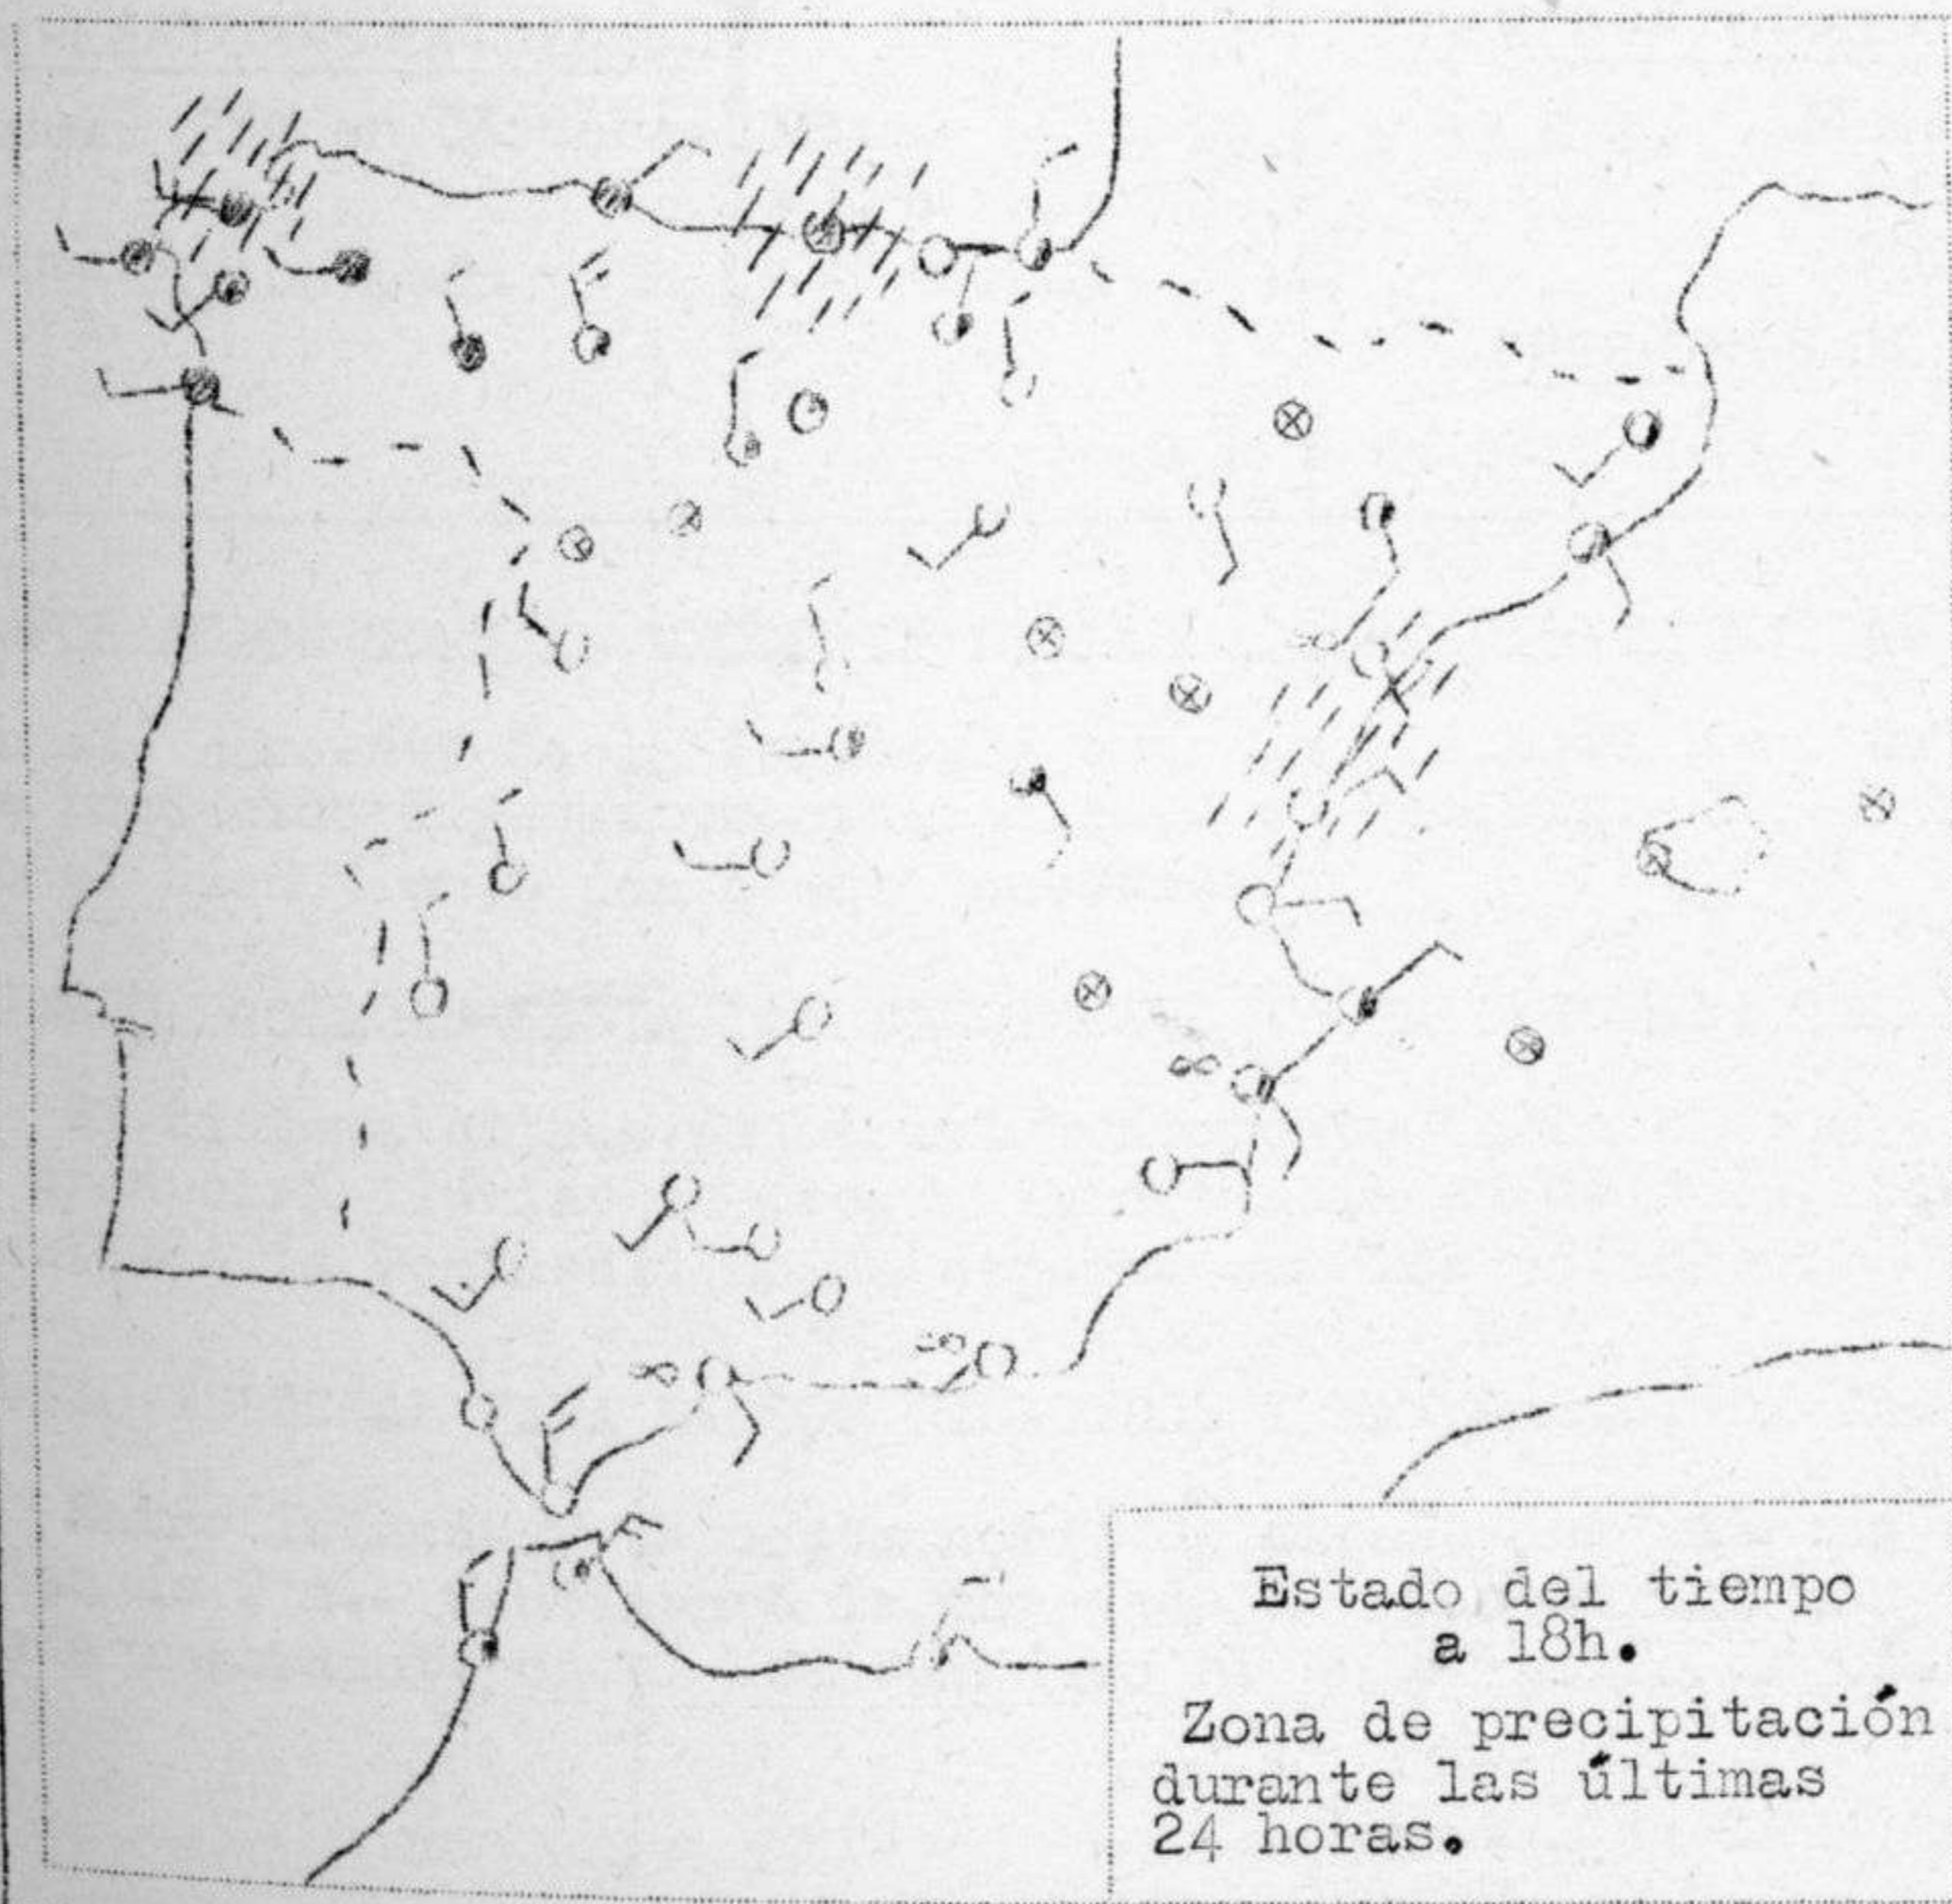 Estado del tiempo
a 18h.
Zona de precipitación
durante las últimas
24 horas.